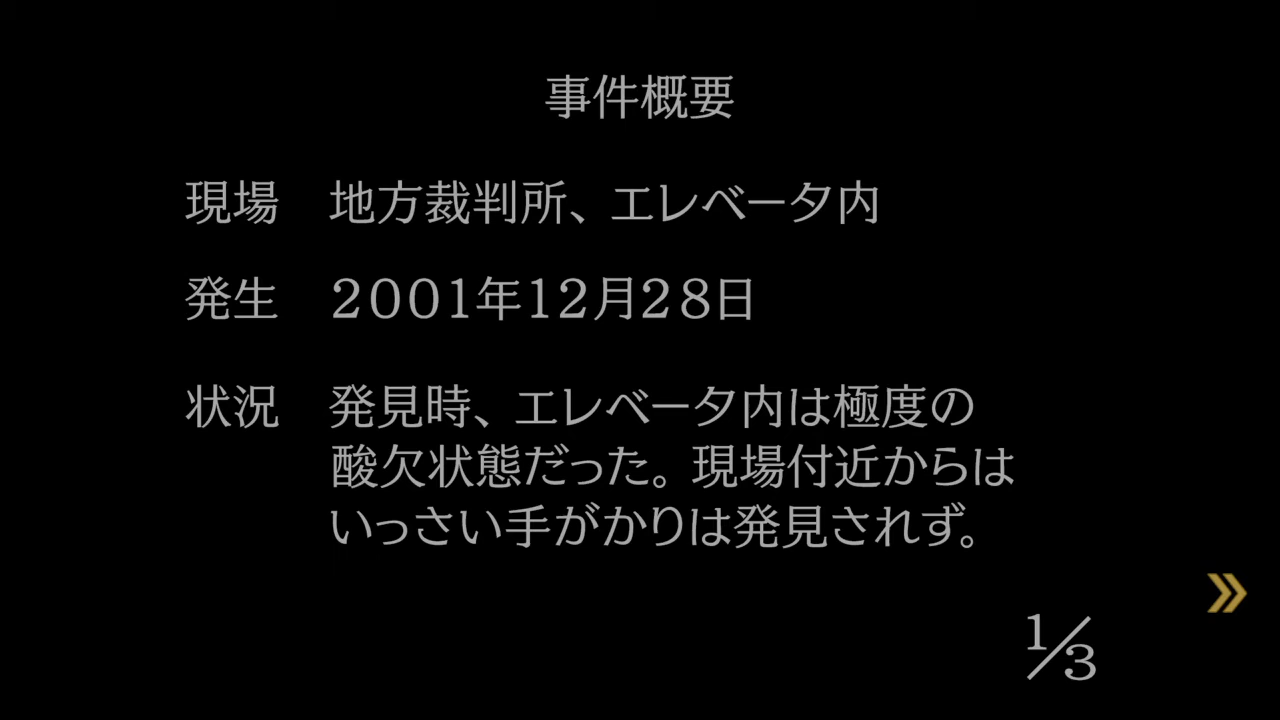 事件概要
現場 地方裁判所、エレベータ内
発生 2001年12月28日
状況 発見時、エレベータ内は極度の
酸欠状態だった。現場付近からは
いっさい手がかりは発見されず。
1/3